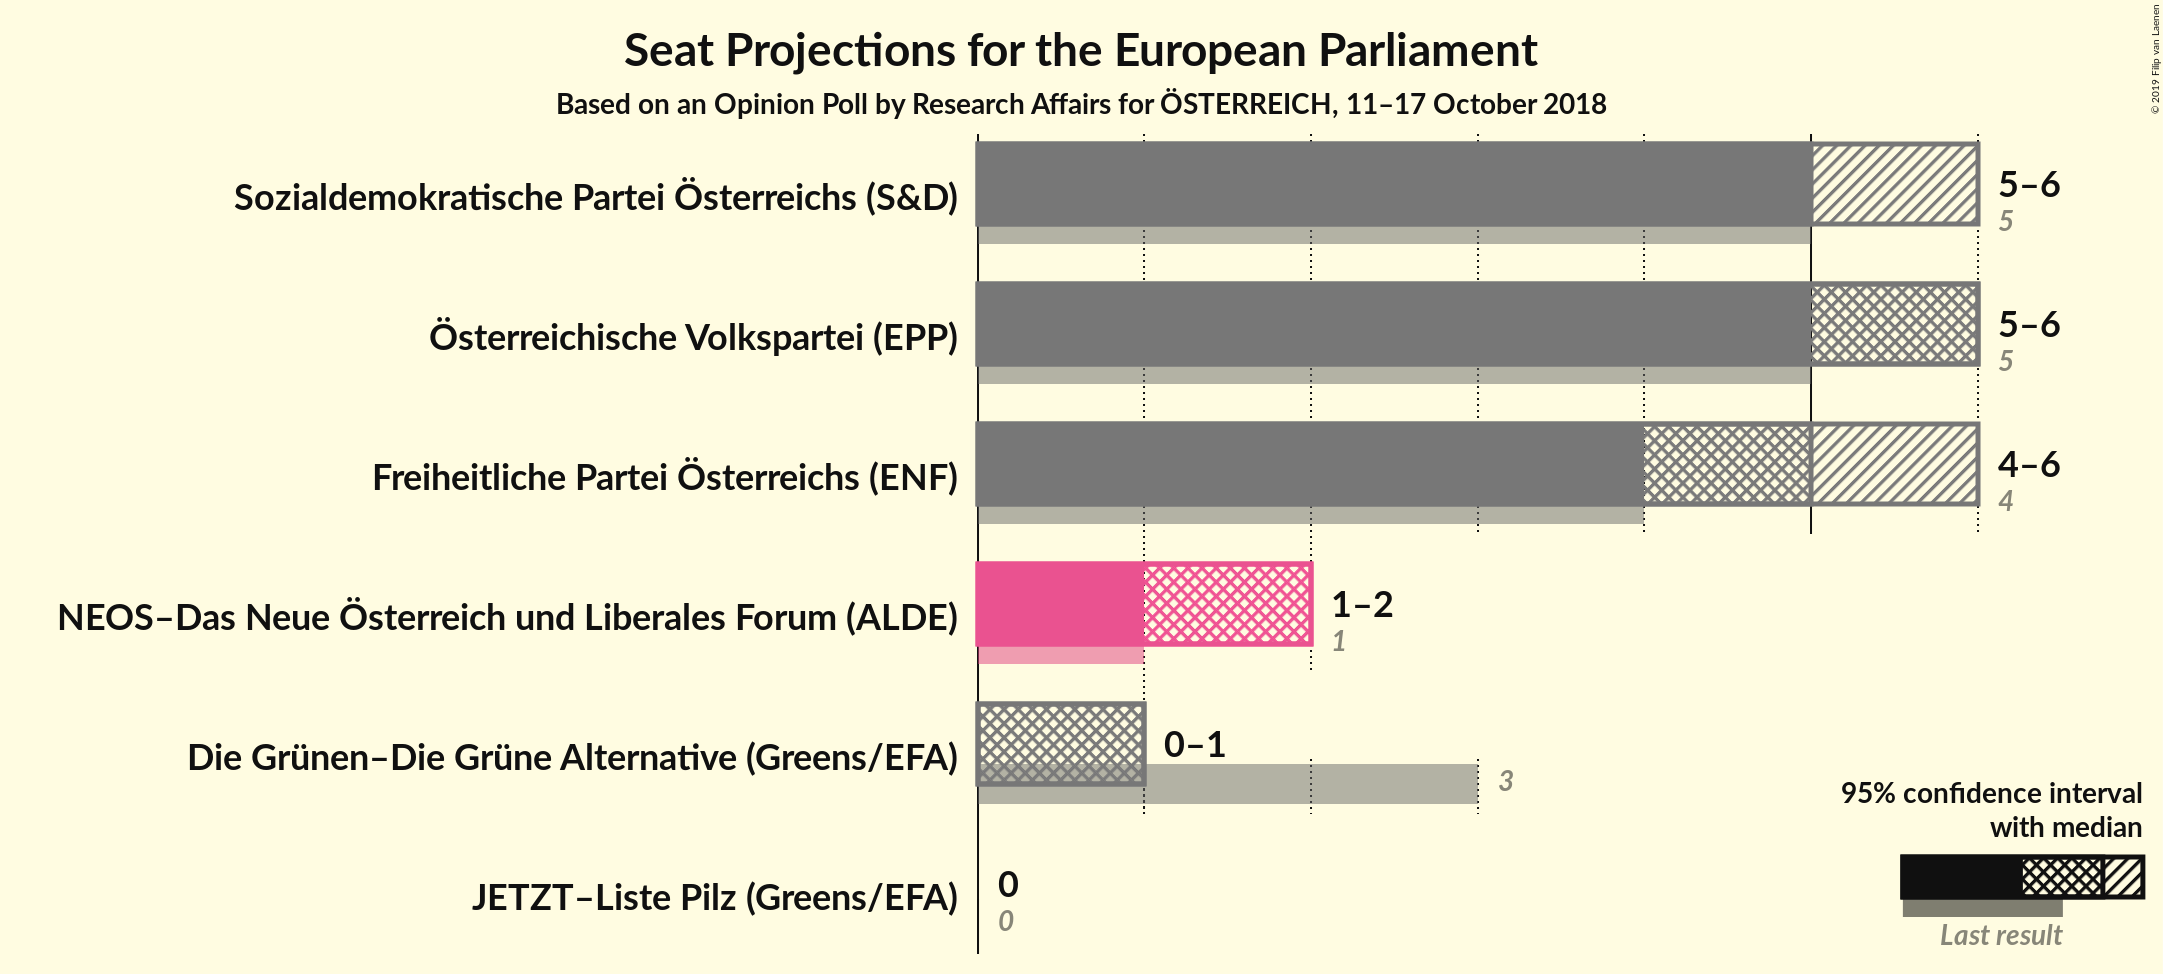 Seat Projections for the European Parliament
Based on an Opinion Poll by Research Affairs for ÖSTERREICH, 11–17 October 2018
© 2019 Filip van Laenen
Sozialdemokratische Partei Österreichs (S&D)
5–6
5
Österreichische Volkspartei (EPP)
5–6
5
Freiheitliche Partei Österreichs (ENF)
4–6
4
NEOS–Das Neue Österreich und Liberales Forum (ALDE)
1–2
1
Die Grünen–Die Grüne Alternative (Greens/EFA)
0–1
3
JETZT–Liste Pilz (Greens/EFA)
0
0
95% confidence interval
with median
Last result